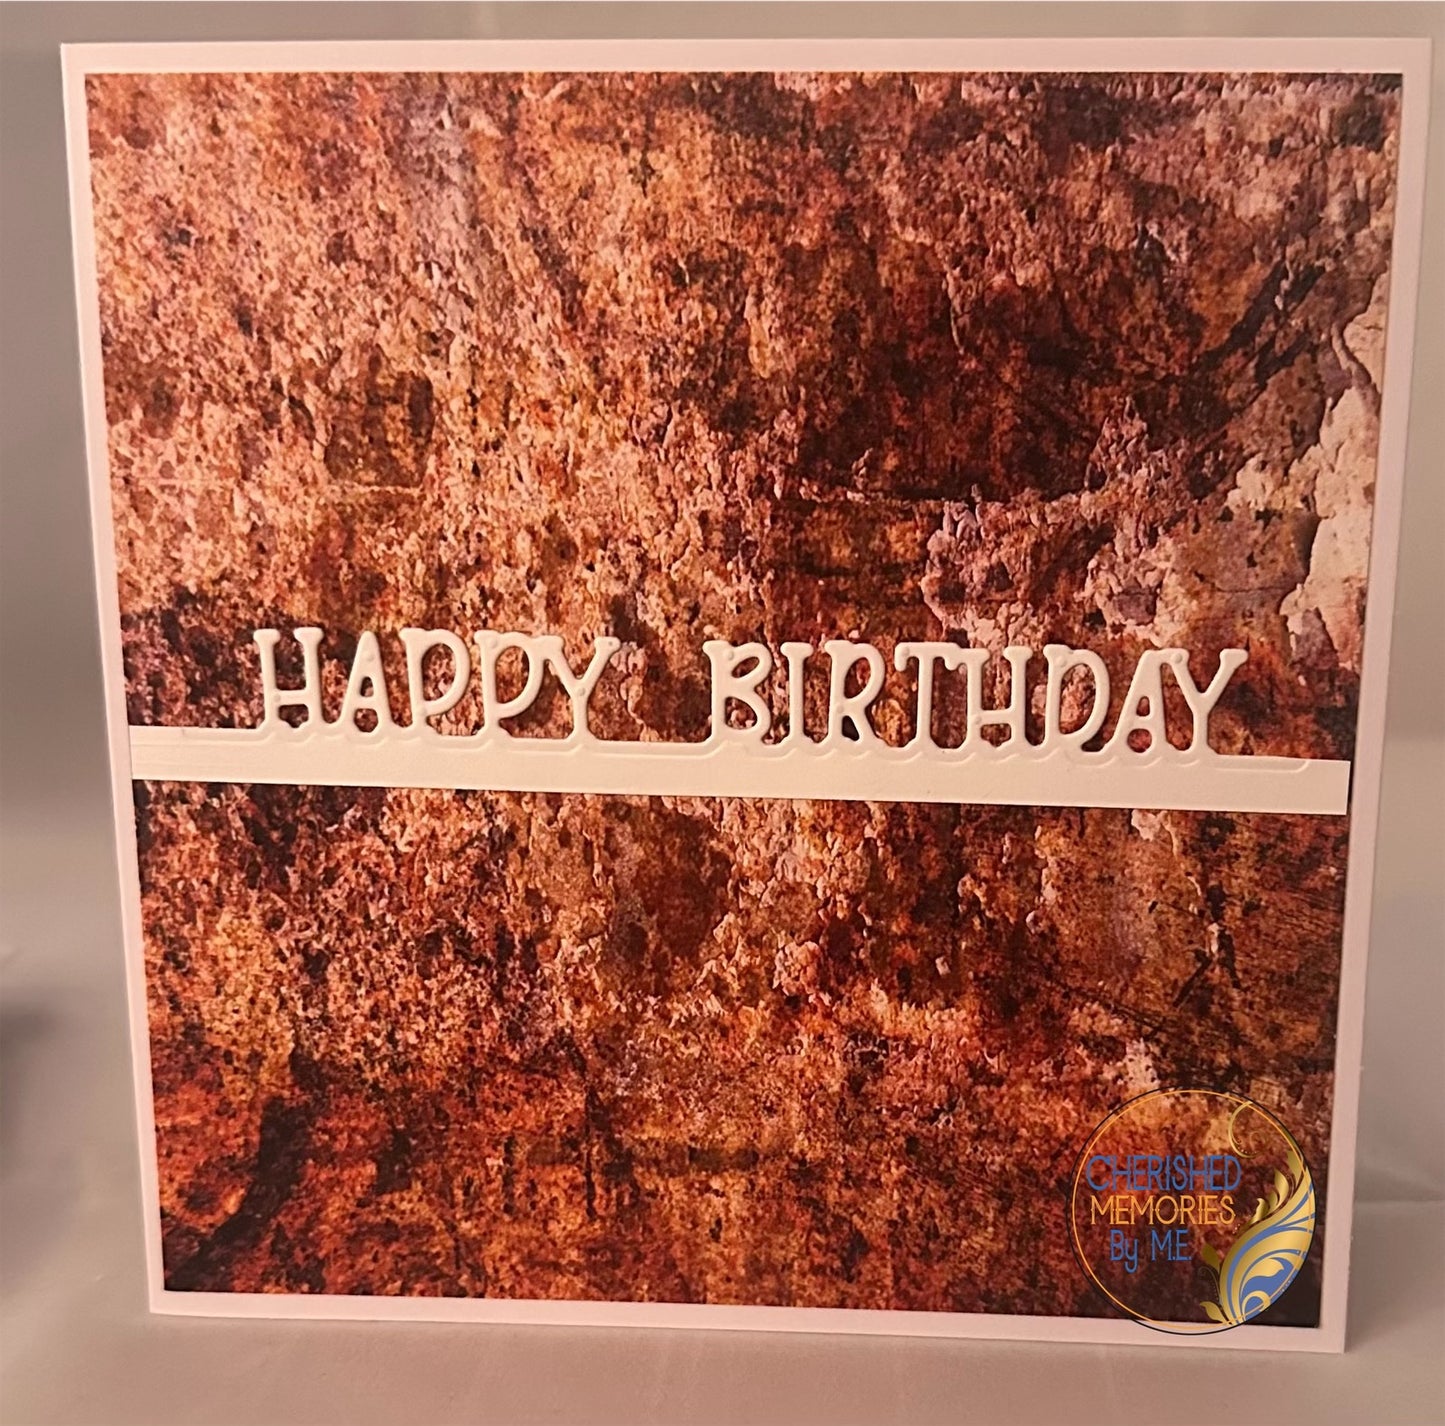 HAPPY BIRTHDAY
CHERISHED
MEMORIES
By M.E.